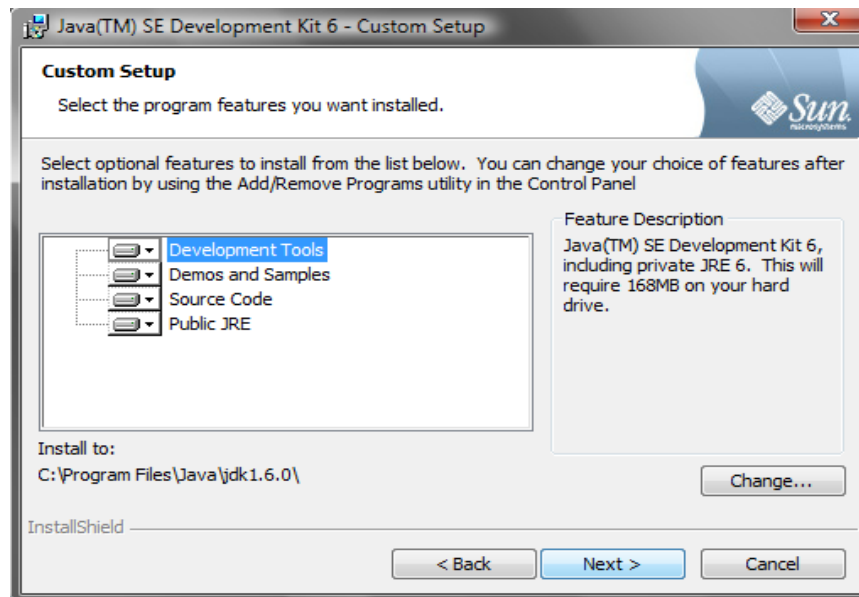 Java(TM) SE Development Kit 6 - Custom Setup
Custom Setup
Select the program features you want installed.
Sun
microsystems
Select optional features to install from the list below.  You can change your choice of features after
installation by using the Add/Remove Programs utility in the Control Panel
Development Tools
Demos and Samples
Source Code
Public JRE
Feature Description
Java(TM) SE Development Kit 6,
including private JRE 6.  This will
require 168MB on your hard
drive.
Install to:
C:\Program Files\Java\jdk1.6.0\
Change...
InstallShield
< Back
Next >
Cancel